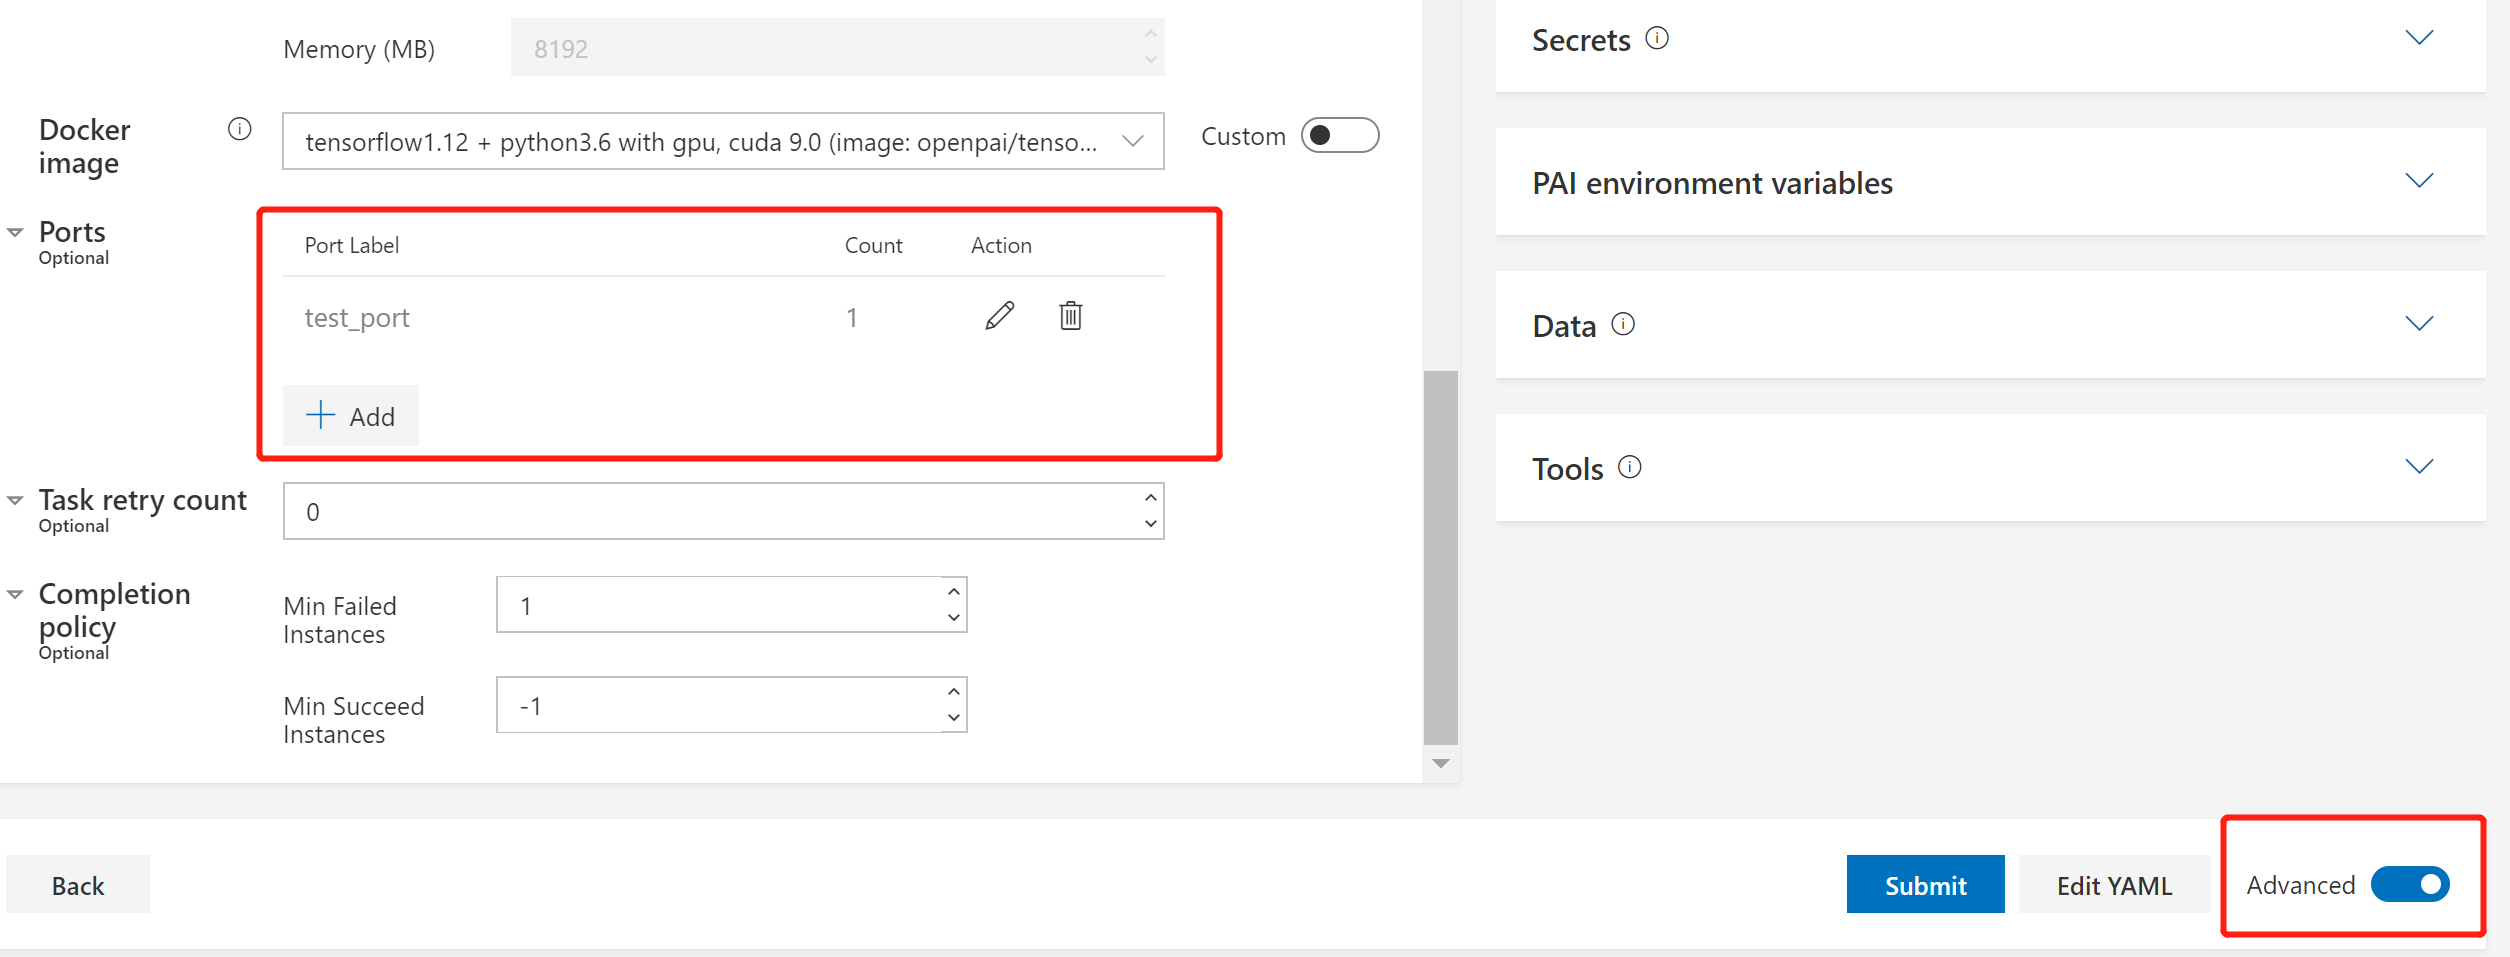 Memory (MB)
8192
Docker
image
tensorflow1.12 + python3.6 with gpu, cuda 9.0 (image: openpai/tenso...
Custom
Ports
Optional
Port Label Count Action
test_port 1
Add
Task retry count
Optional
0
Completion
policy
Optional
Min Failed
Instances
1
Min Succeed
Instances
-1
Secrets
PAI environment variables
Data
Tools
Back
Submit
Edit YAML
Advanced